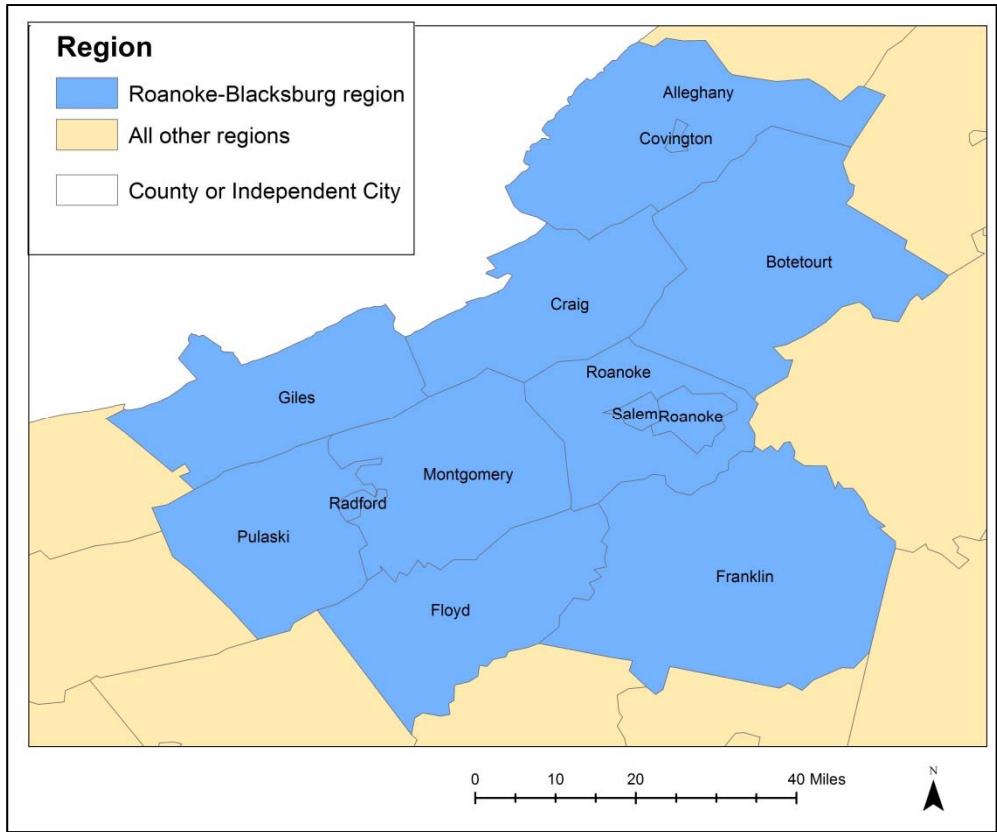 Region
Roanoke-Blacksburg region
All other regions
County or Independent City
Alleghany
Covington
Botetourt
Craig
Roanoke
Giles
Salem
Roanoke
Montgomery
Radford
Pulaski
Franklin
Floyd
0 10 20 40 Miles
N